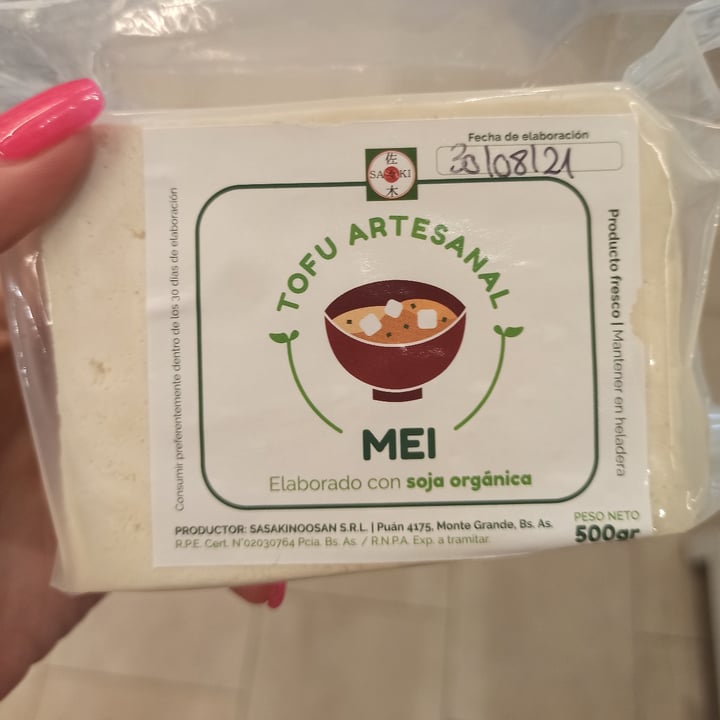 Fecha de elaboración
30/08/21
佐
SASAKI
木
TOFU ARTESANAL
MEI
Elaborado con soja orgánica
Consumir preferentemente dentro de los 30 días de elaboración
Producto fresco | Mantener en heladera
PRODUCTOR: SASAKINOOSAN S.R.L. | Puán 4175, Monte Grande, Bs. As.
R.P.E. Cert. N°02030764 Pcia. Bs. As. / R.N.P.A. Exp. a tramitar.
PESO NETO
500gr